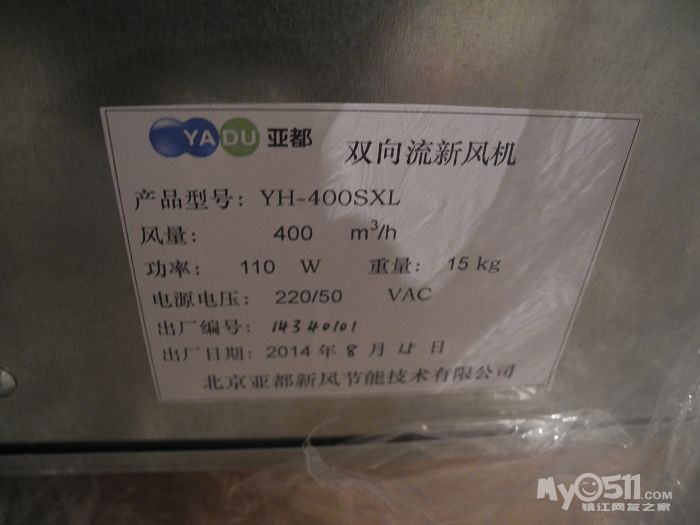 YADU 亚都 双向流新风机
产品型号: YH-400SXL
风量: 400 m³/h
功率: 110 W 重量: 15 kg
电源电压: 220/50 VAC
出厂编号: 14340101
出厂日期: 2014 年 8 月 15 日
北京亚都新风节能技术有限公司
My0511.com
镇江网友之家